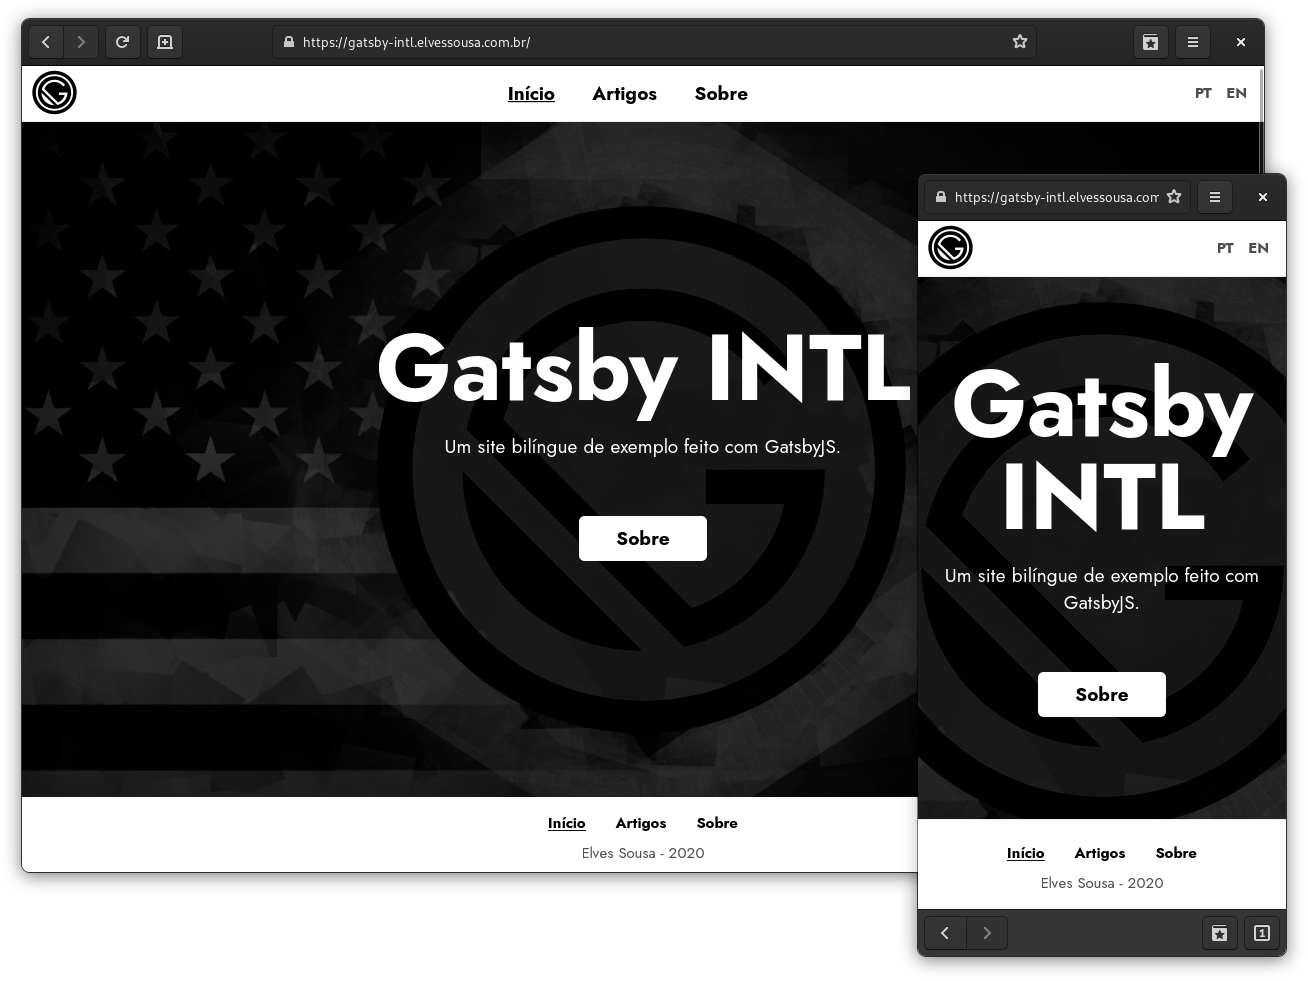 https://gatsby-intl.elvessousa.com.br/
Início Artigos Sobre
PT EN
Gatsby INTL
Um site bilíngue de exemplo feito com GatsbyJS.
Sobre
Início Artigos Sobre
Elves Sousa - 2020
https://gatsby-intl.elvessousa.com
PT EN
Gatsby
INTL
Um site bilíngue de exemplo feito com
GatsbyJS.
Sobre
Início Artigos Sobre
Elves Sousa - 2020
1